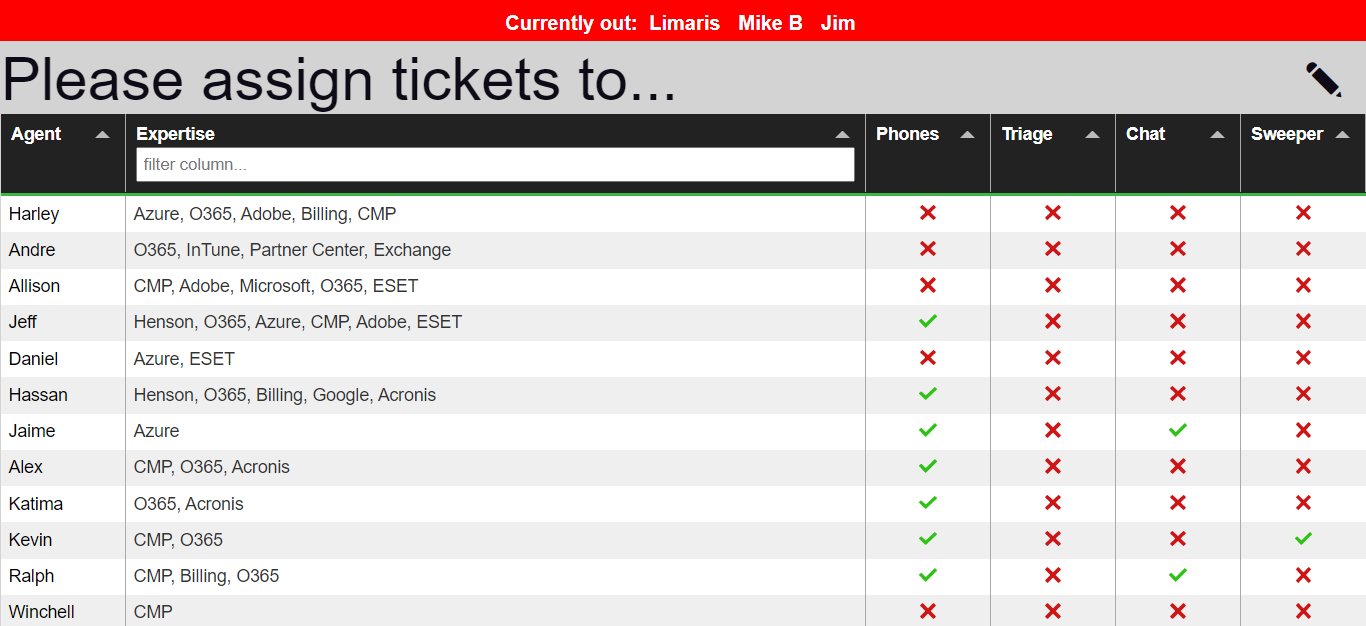 Currently out: Limaris Mike B Jim
Please assign tickets to...
Agent Expertise Phones Triage Chat Sweeper
filter column...
Harley Azure, O365, Adobe, Billing, CMP
Andre O365, InTune, Partner Center, Exchange
Allison CMP, Adobe, Microsoft, O365, ESET
Jeff Henson, O365, Azure, CMP, Adobe, ESET
Daniel Azure, ESET
Hassan Henson, O365, Billing, Google, Acronis
Jaime Azure
Alex CMP, O365, Acronis
Katima O365, Acronis
Kevin CMP, O365
Ralph CMP, Billing, O365
Winchell CMP